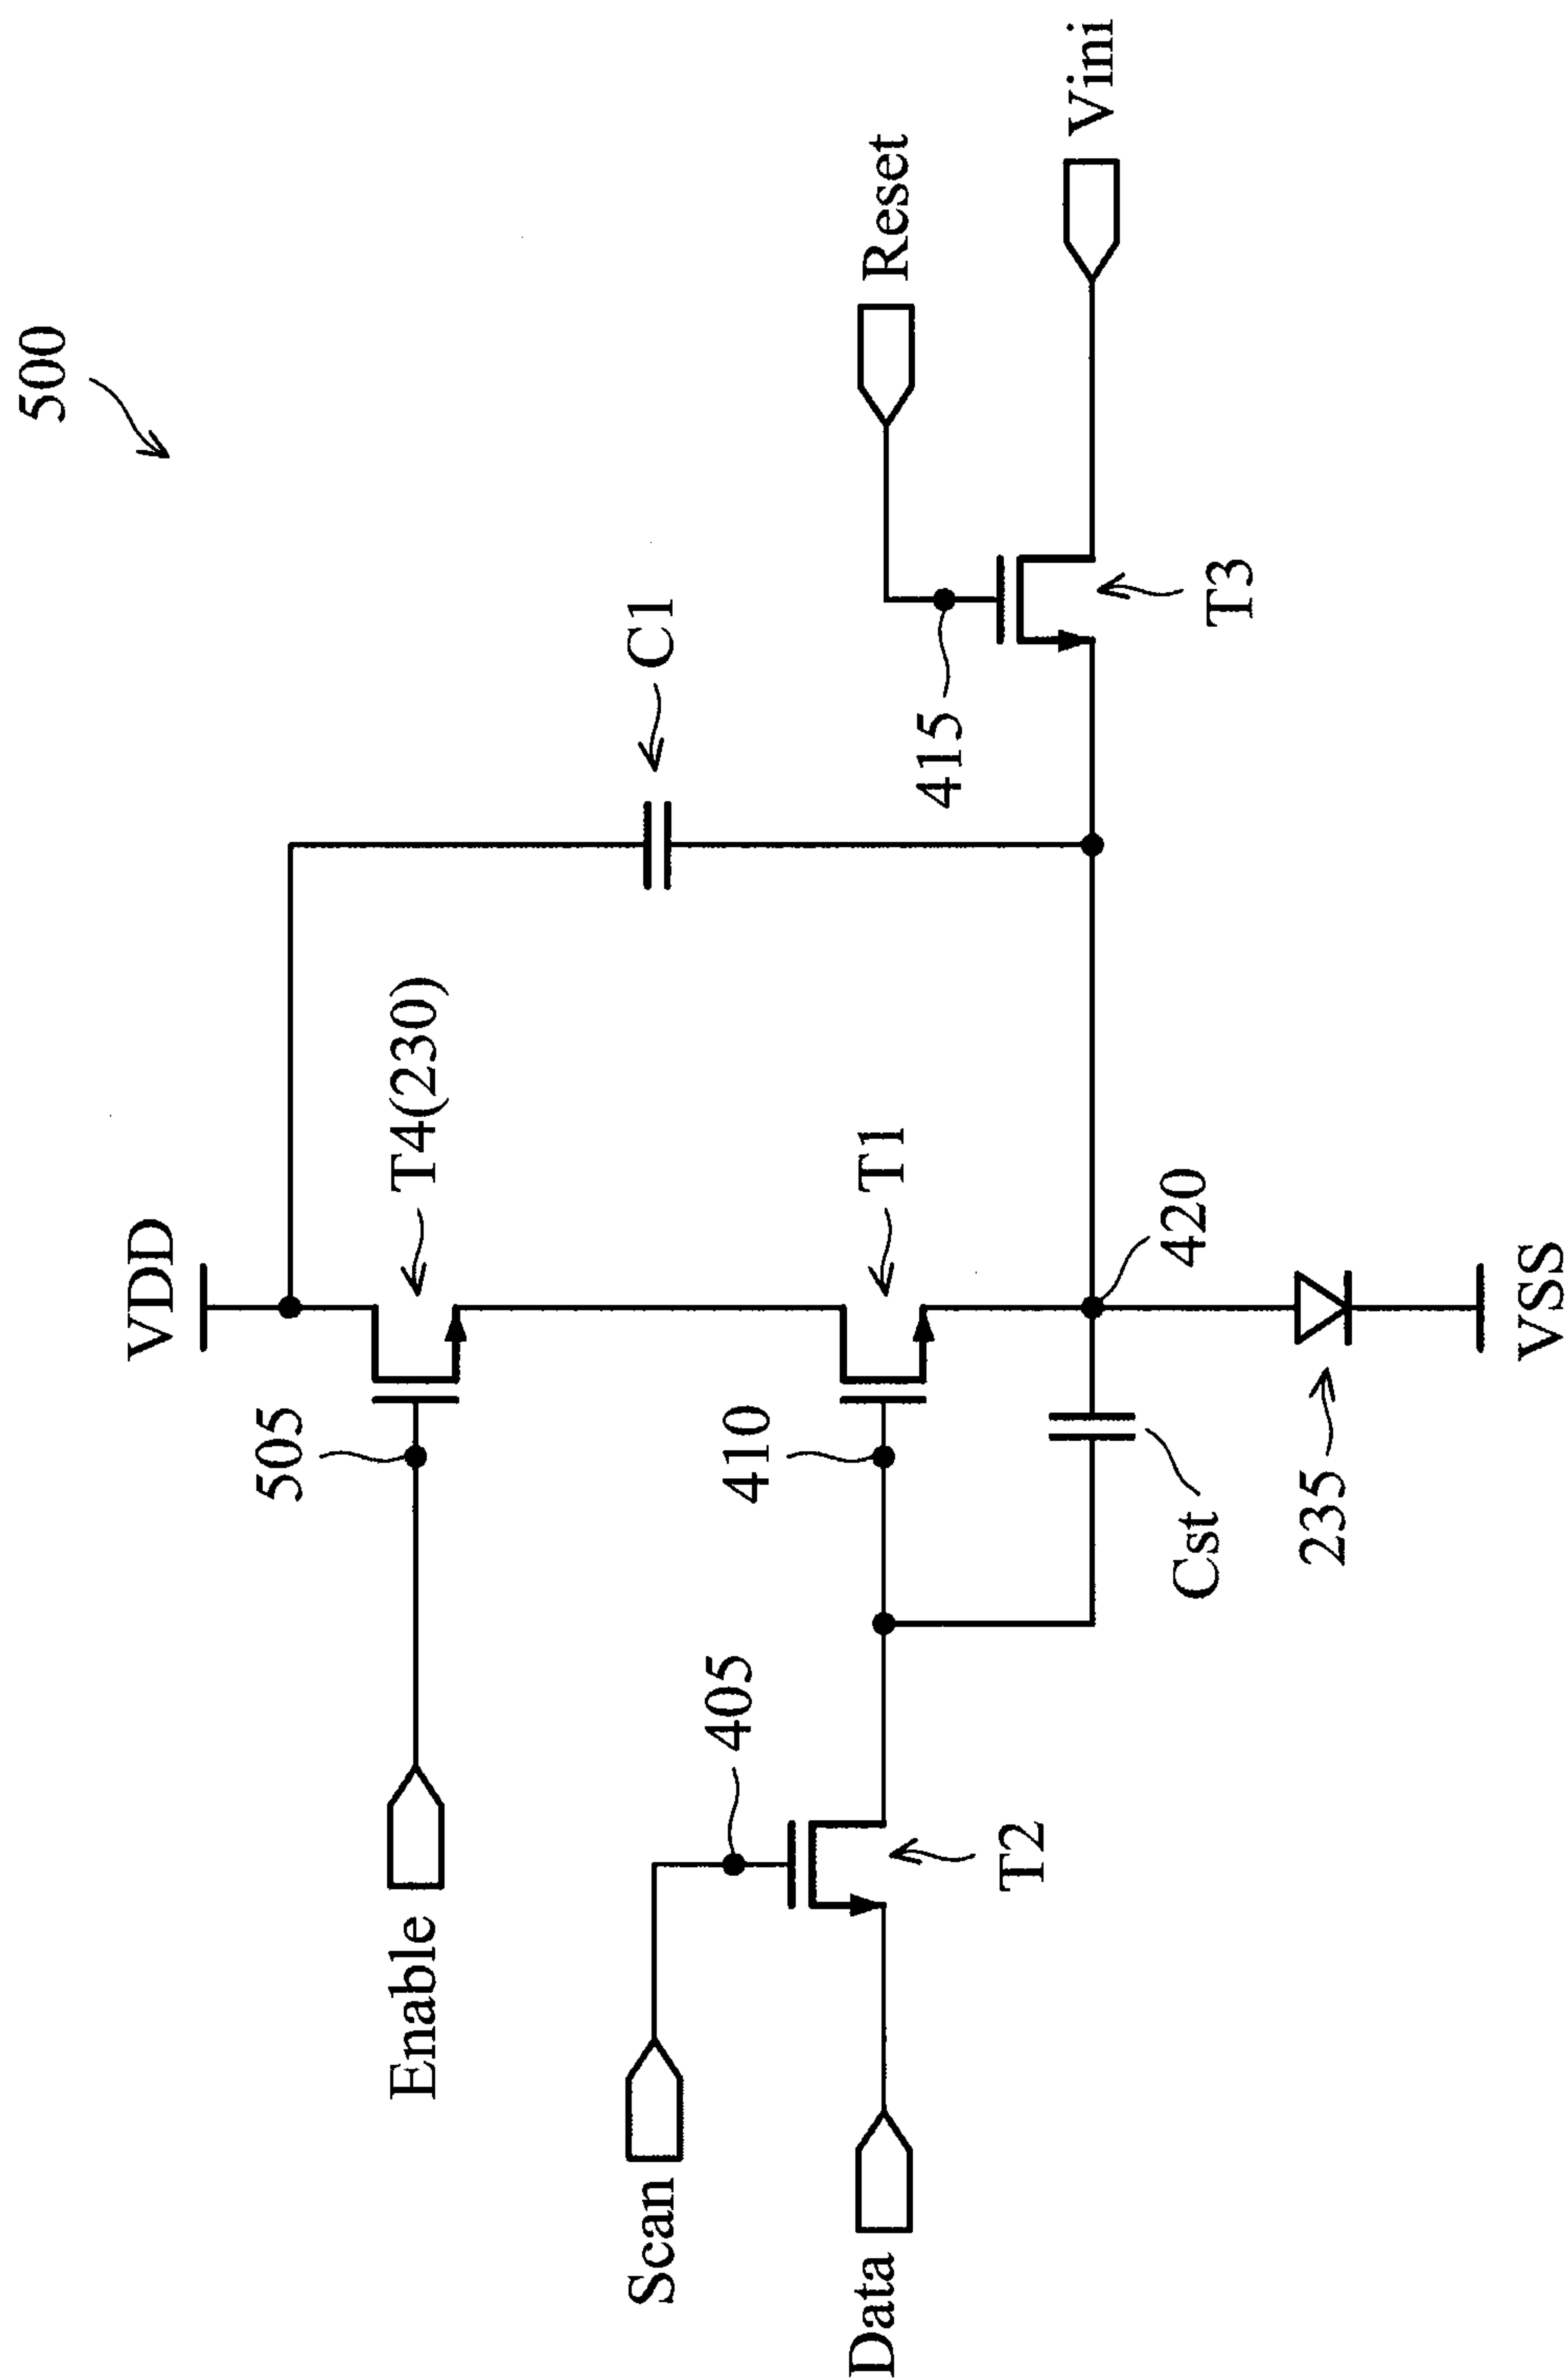 500
VDD
505
T4(230)
Enable
C1
Reset
Scan
405
410
T1
415
Vini
Data
T2
Cst
420
T3
235
VSS